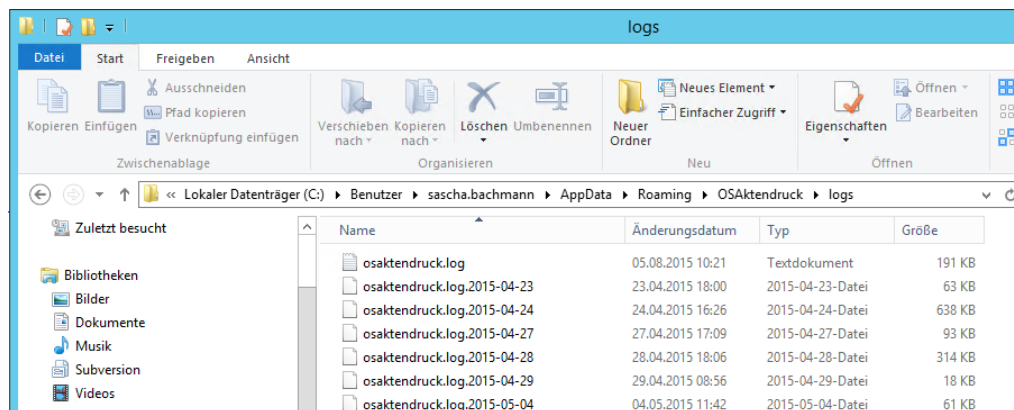 logs
Datei Start Freigeben Ansicht
Kopieren Einfügen Ausschneiden
Pfad kopieren
Verknüpfung einfügen
Zwischenablage
Verschieben nach Kopieren nach Löschen Umbenennen
Organisieren
Neuer Ordner Neues Element
Einfacher Zugriff
Neu
Eigenschaften Öffnen
Bearbeiten
Öffnen
« Lokaler Datenträger (C:) Benutzer sascha.bachmann AppData Roaming OSAktendruck logs
Zuletzt besucht
Bibliotheken
Bilder
Dokumente
Musik
Subversion
Videos
Name Änderungsdatum Typ Größe
osaktendruck.log 05.08.2015 10:21 Textdokument 191 KB
osaktendruck.log.2015-04-23 23.04.2015 18:00 2015-04-23-Datei 63 KB
osaktendruck.log.2015-04-24 24.04.2015 16:26 2015-04-24-Datei 638 KB
osaktendruck.log.2015-04-27 27.04.2015 17:09 2015-04-27-Datei 93 KB
osaktendruck.log.2015-04-28 28.04.2015 18:06 2015-04-28-Datei 314 KB
osaktendruck.log.2015-04-29 29.04.2015 08:56 2015-04-29-Datei 18 KB
osaktendruck.log.2015-05-04 04.05.2015 11:42 2015-05-04-Datei 61 KB